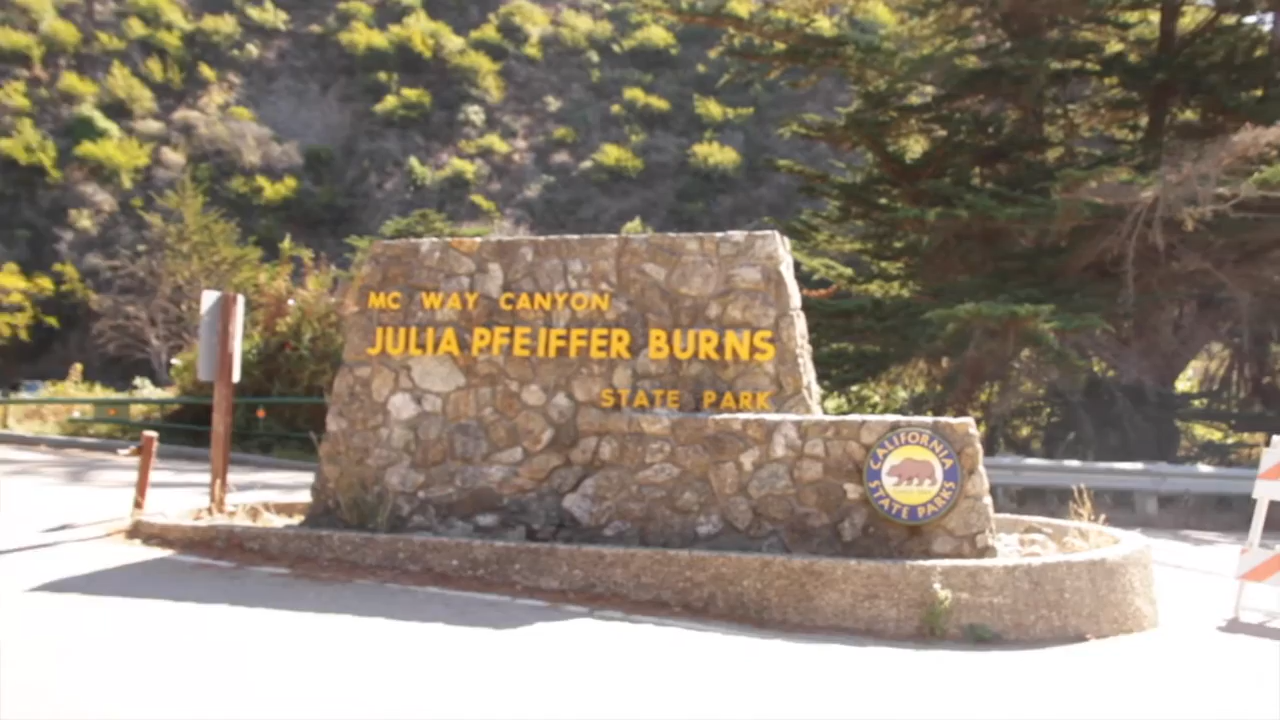 MC WAY CANYON
JULIA PFEIFFER BURNS
STATE PARK
CALIFORNIA
STATE PARKS